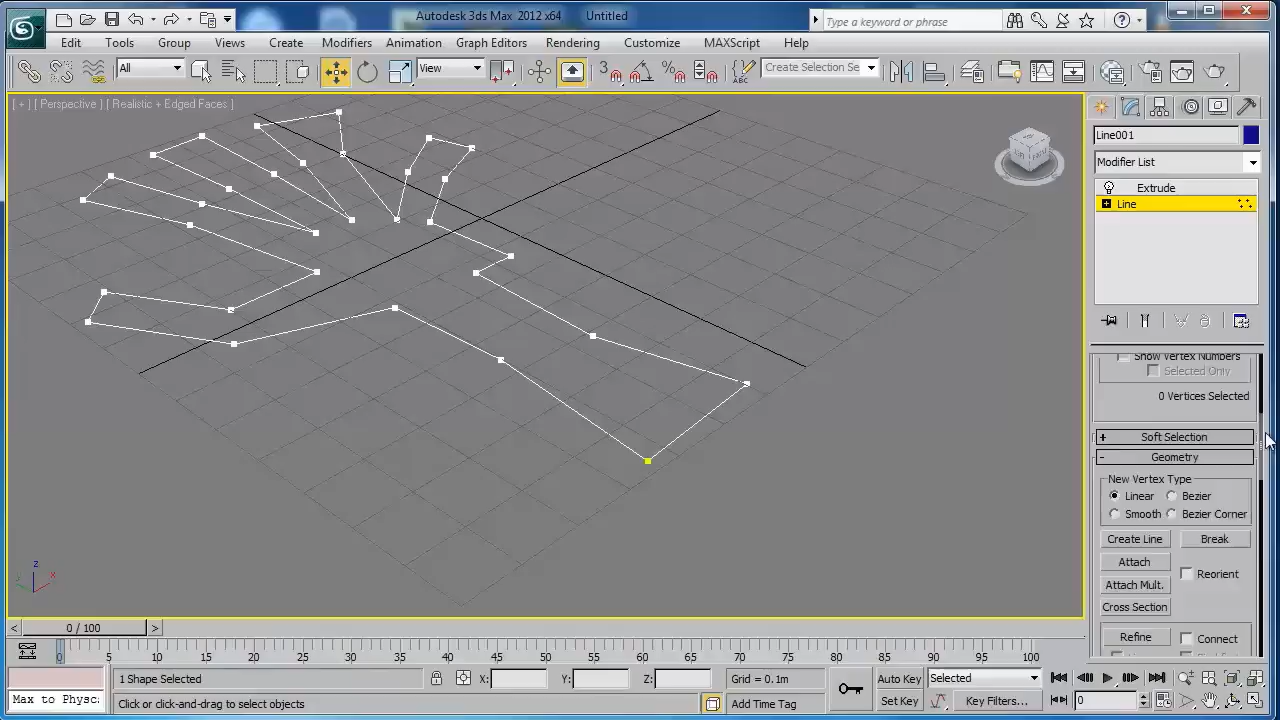 Autodesk 3ds Max 2012 x64 Untitled
Type a keyword or phrase
Edit Tools Group Views Create Modifiers Animation Graph Editors Rendering Customize MAXScript Help
All View 3 Create Selection Se
[ + ] [ Perspective ] [ Realistic + Edged Faces ]
Line001
Modifier List
Extrude
Line
Show Vertex Numbers
Selected Only
0 Vertices Selected
+ Soft Selection
- Geometry
New Vertex Type
Linear Bezier
Smooth Bezier Corner
Create Line Break
Attach
Reorient
Attach Mult.
Cross Section
Refine Connect
z
y x
< 0 / 100 >
0 5 10 15 20 25 30 35 40 45 50 55 60 65 70 75 80 85 90 95 100
1 Shape Selected X: Y: Z: Grid = 0.1m Auto Key Selected
Max to Physc: Click or click-and-drag to select objects Add Time Tag Set Key Key Filters... 0